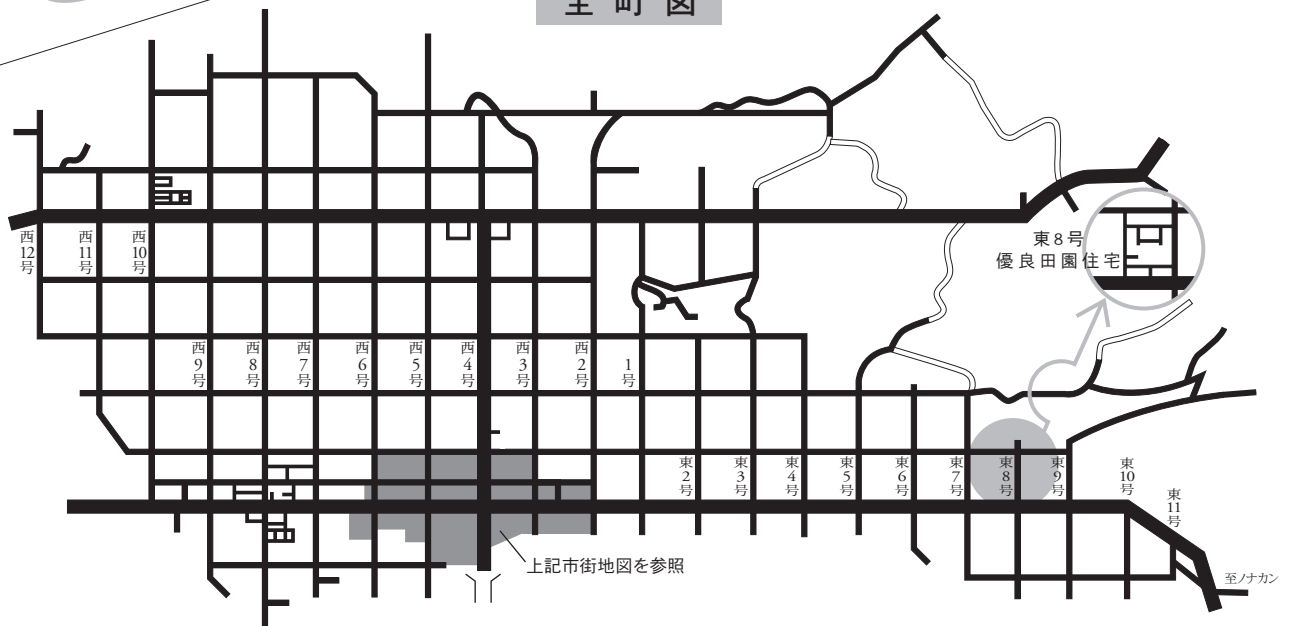 全町図
西12号
西11号
西10号
東8号
優良田園住宅
西9号
西8号
西7号
西6号
西5号
西4号
西3号
西2号
1号
東2号
東3号
東4号
東5号
東6号
東7号
東8号
東9号
東10号
東11号
上記市街地図を参照
至ノナカン